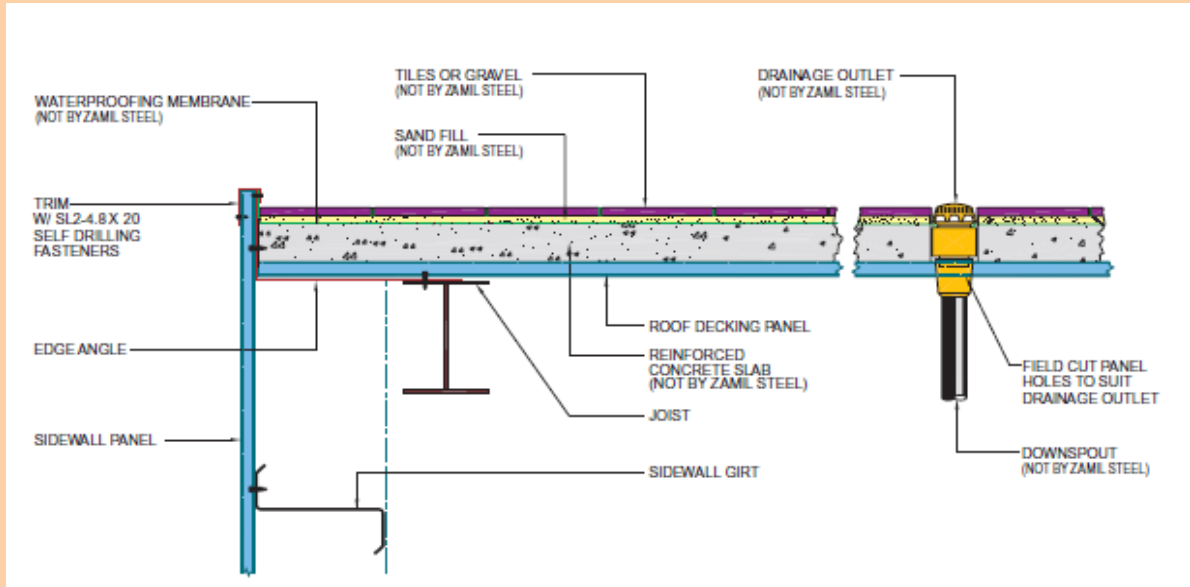 TILES OR GRAVEL
(NOT BY ZAMIL STEEL)
DRAINAGE OUTLET
(NOT BY ZAMIL STEEL)
WATERPROOFING MEMBRANE
(NOT BY ZAMIL STEEL)
SAND FILL
(NOT BY ZAMIL STEEL)
TRIM
W/ SL2-4.8 X 20
SELF DRILLING
FASTENERS
ROOF DECKING PANEL
EDGE ANGLE
REINFORCED
CONCRETE SLAB
(NOT BY ZAMIL STEEL)
FIELD CUT PANEL
HOLES TO SUIT
DRAINAGE OUTLET
JOIST
SIDEWALL PANEL
SIDEWALL GIRT
DOWNSPOUT
(NOT BY ZAMIL STEEL)